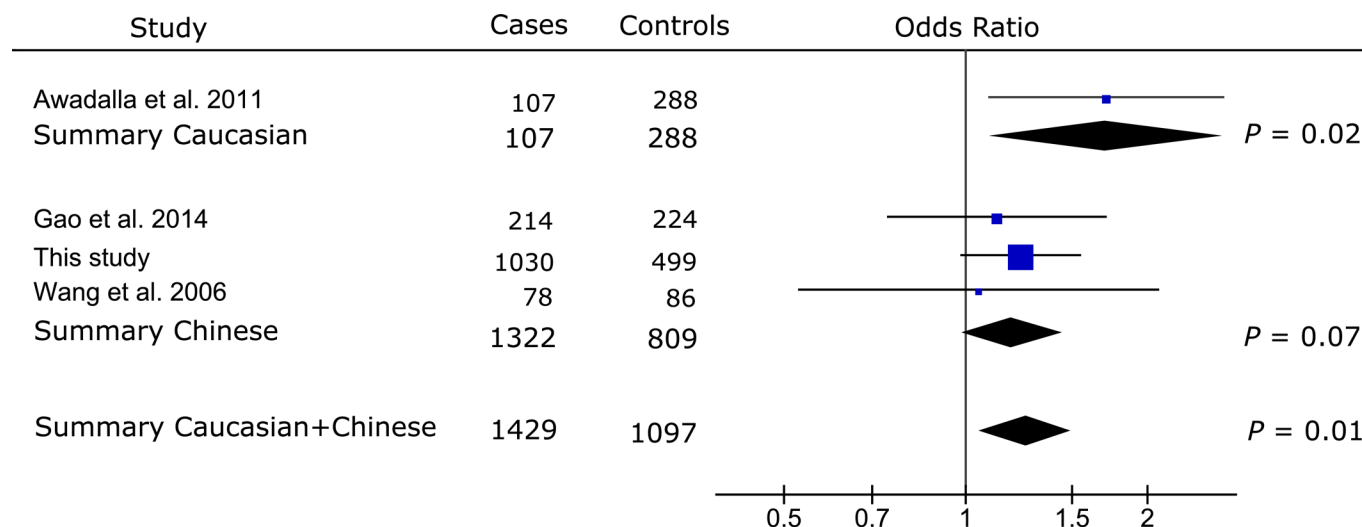 Study Cases Controls Odds Ratio
Awadalla et al. 2011 107 288
Summary Caucasian 107 288 P = 0.02
Gao et al. 2014 214 224
This study 1030 499
Wang et al. 2006 78 86
Summary Chinese 1322 809 P = 0.07
Summary Caucasian+Chinese 1429 1097 P = 0.01
0.5 0.7 1 1.5 2